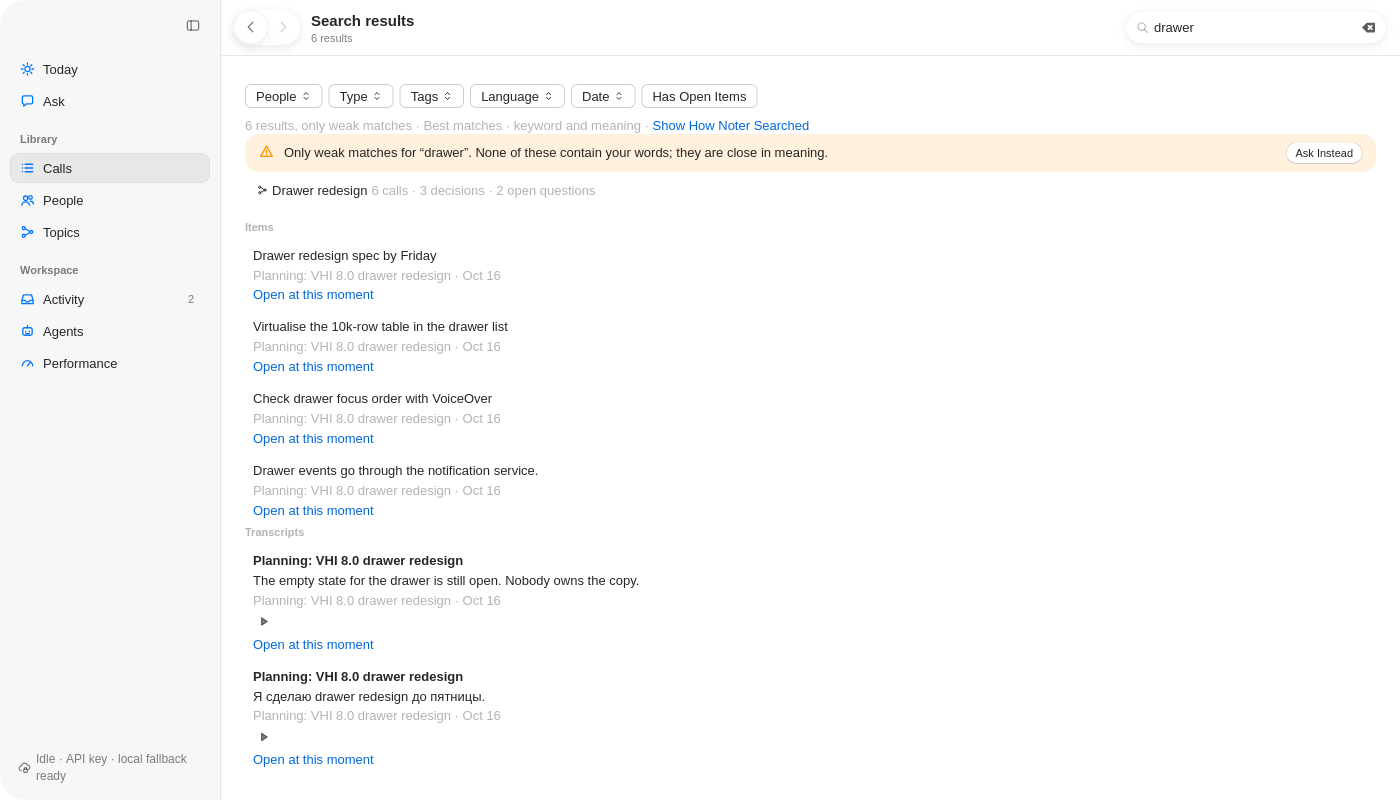 Search results
6 results
drawer
Today
Ask
Library
Calls
People
Topics
Workspace
Activity 2
Agents
Performance
Idle · API key · local fallback
ready
People Type Tags Language Date Has Open Items
6 results, only weak matches · Best matches · keyword and meaning · Show How Noter Searched
Only weak matches for “drawer”. None of these contain your words; they are close in meaning. Ask Instead
Drawer redesign 6 calls · 3 decisions · 2 open questions
Items
Drawer redesign spec by Friday
Planning: VHI 8.0 drawer redesign · Oct 16
Open at this moment
Virtualise the 10k-row table in the drawer list
Planning: VHI 8.0 drawer redesign · Oct 16
Open at this moment
Check drawer focus order with VoiceOver
Planning: VHI 8.0 drawer redesign · Oct 16
Open at this moment
Drawer events go through the notification service.
Planning: VHI 8.0 drawer redesign · Oct 16
Open at this moment
Transcripts
Planning: VHI 8.0 drawer redesign
The empty state for the drawer is still open. Nobody owns the copy.
Planning: VHI 8.0 drawer redesign · Oct 16
Open at this moment
Planning: VHI 8.0 drawer redesign
Я сделаю drawer redesign до пятницы.
Planning: VHI 8.0 drawer redesign · Oct 16
Open at this moment